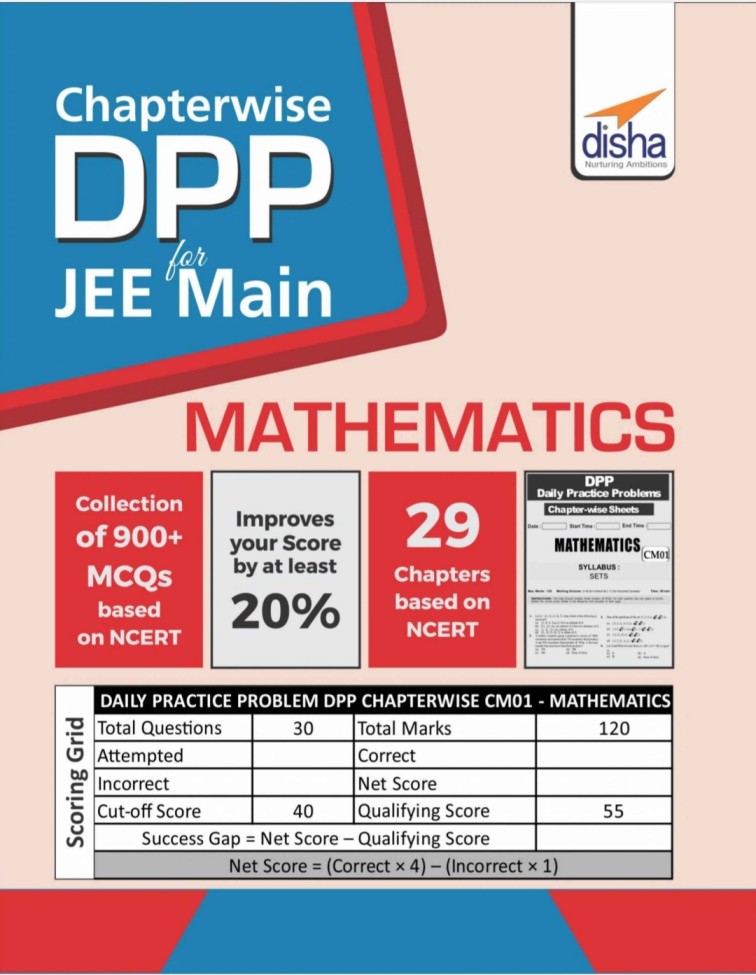 Chapterwise
DPP
for
JEE Main
disha
Nurturing Ambitions
MATHEMATICS
Collection
of 900+
MCQs
based
on NCERT
Improves
your Score
by at least
20%
29
Chapters
based on
NCERT
DPP
Daily Practice Problems
Chapter-wise Sheets
Date : Start Time : End Time :
MATHEMATICS CM01
SYLLABUS :
SETS
Scoring Grid
DAILY PRACTICE PROBLEM DPP CHAPTERWISE CM01 - MATHEMATICS
Total Questions 30 Total Marks 120
Attempted Correct
Incorrect Net Score
Cut-off Score 40 Qualifying Score 55
Success Gap = Net Score – Qualifying Score
Net Score = (Correct × 4) – (Incorrect × 1)